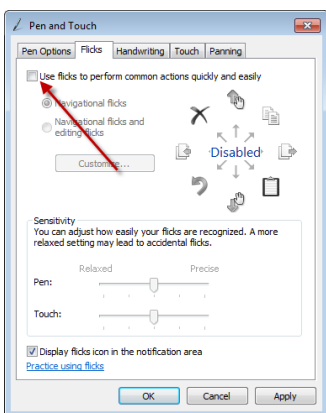 Pen and Touch
Pen Options Flicks Handwriting Touch Panning
Use flicks to perform common actions quickly and easily
Navigational flicks
Navigational flicks and
editing flicks
Customize...
Disabled
Sensitivity
You can adjust how easily your flicks are recognized. A more
relaxed setting may lead to accidental flicks.
Relaxed Precise
Pen:
Touch:
Display flicks icon in the notification area
Practice using flicks
OK Cancel Apply